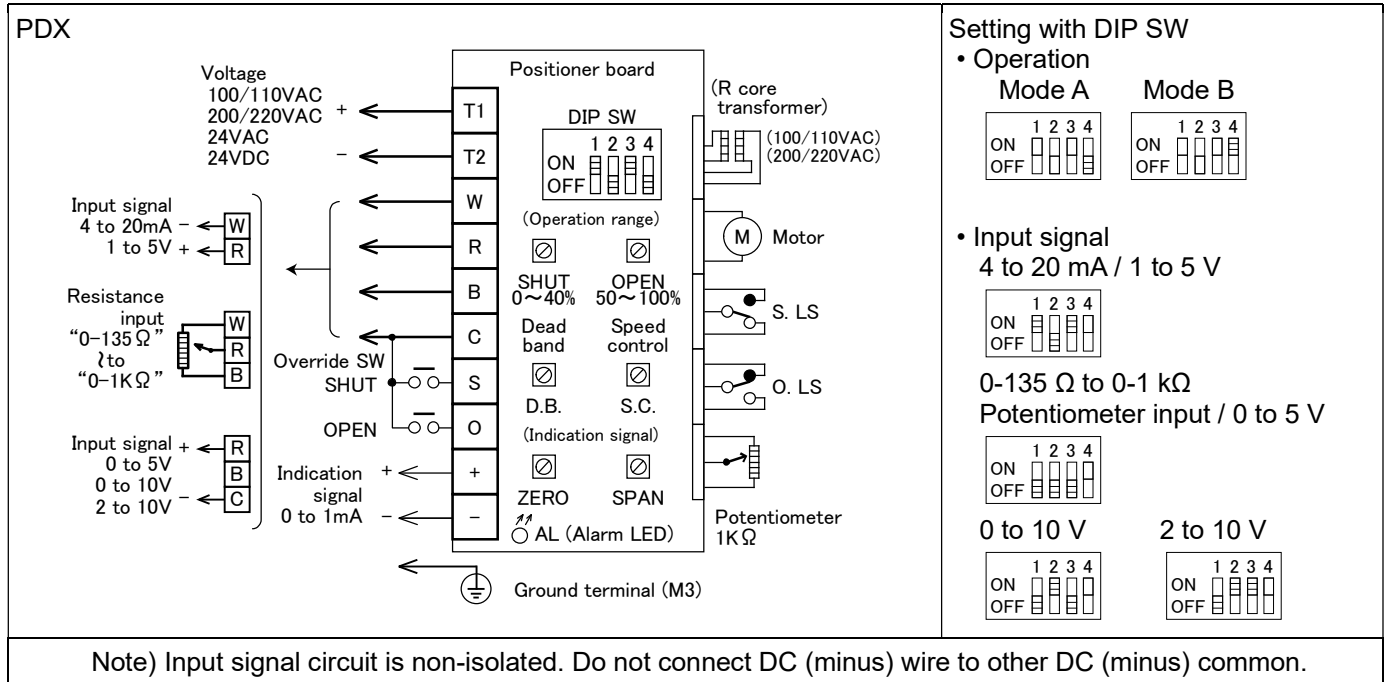 PDX
Voltage
100/110VAC
200/220VAC +
24VAC
24VDC -
Input signal
4 to 20mA - W
1 to 5V + R
Resistance
input
“0-135Ω”
≀to
“0-1KΩ”
W
R
B
Input signal + R
0 to 5V
0 to 10V
2 to 10V -
B
C
Override SW
SHUT
OPEN
Indication
signal
0 to 1mA
+
-
T1
T2
W
R
B
C
S
O
+
-
Positioner board
DIP SW
1 2 3 4
ON
OFF
(Operation range)
SHUT
0～40%
OPEN
50～100%
Dead
band
Speed
control
D.B.
S.C.
(Indication signal)
ZERO
SPAN
AL (Alarm LED)
Ground terminal (M3)
(R core
transformer)
(100/110VAC)
(200/220VAC)
M Motor
S. LS
O. LS
Potentiometer
1KΩ
Setting with DIP SW
• Operation
Mode A Mode B
1 2 3 4
ON
OFF
1 2 3 4
ON
OFF
• Input signal
4 to 20 mA / 1 to 5 V
1 2 3 4
ON
OFF
0-135 Ω to 0-1 kΩ
Potentiometer input / 0 to 5 V
1 2 3 4
ON
OFF
0 to 10 V 2 to 10 V
1 2 3 4
ON
OFF
1 2 3 4
ON
OFF
Note) Input signal circuit is non-isolated. Do not connect DC (minus) wire to other DC (minus) common.